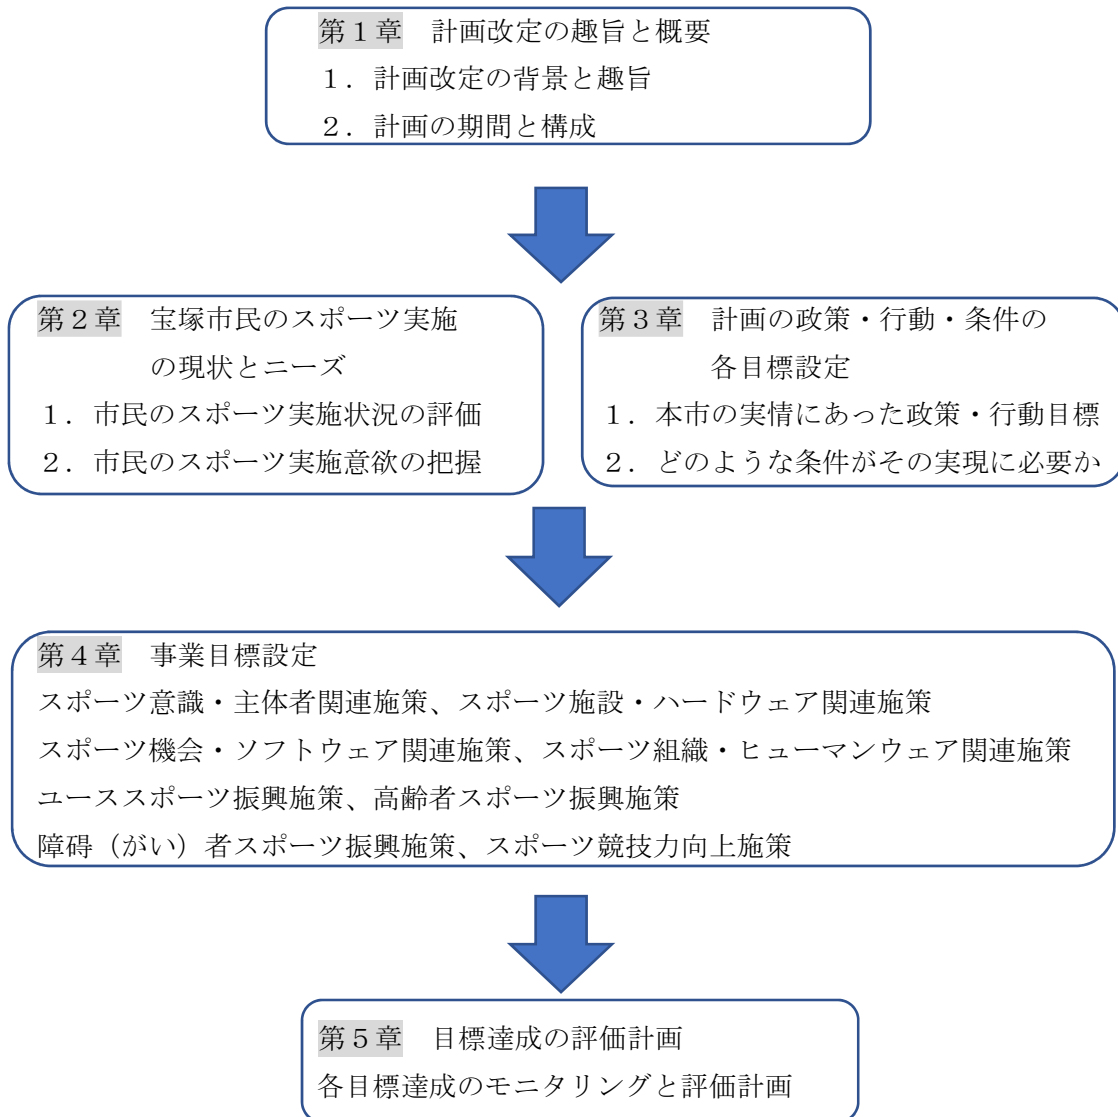 第１章　計画改定の趣旨と概要
１．計画改定の背景と趣旨
２．計画の期間と構成
第２章　宝塚市民のスポーツ実施
の現状とニーズ
１．市民のスポーツ実施状況の評価
２．市民のスポーツ実施意欲の把握
第３章　計画の政策・行動・条件の
各目標設定
１．本市の実情にあった政策・行動目標
２．どのような条件がその実現に必要か
第４章　事業目標設定
スポーツ意識・主体者関連施策、スポーツ施設・ハードウェア関連施策
スポーツ機会・ソフトウェア関連施策、スポーツ組織・ヒューマンウェア関連施策
ユーススポーツ振興施策、高齢者スポーツ振興施策
障碍（がい）者スポーツ振興施策、スポーツ競技力向上施策
第５章　目標達成の評価計画
各目標達成のモニタリングと評価計画